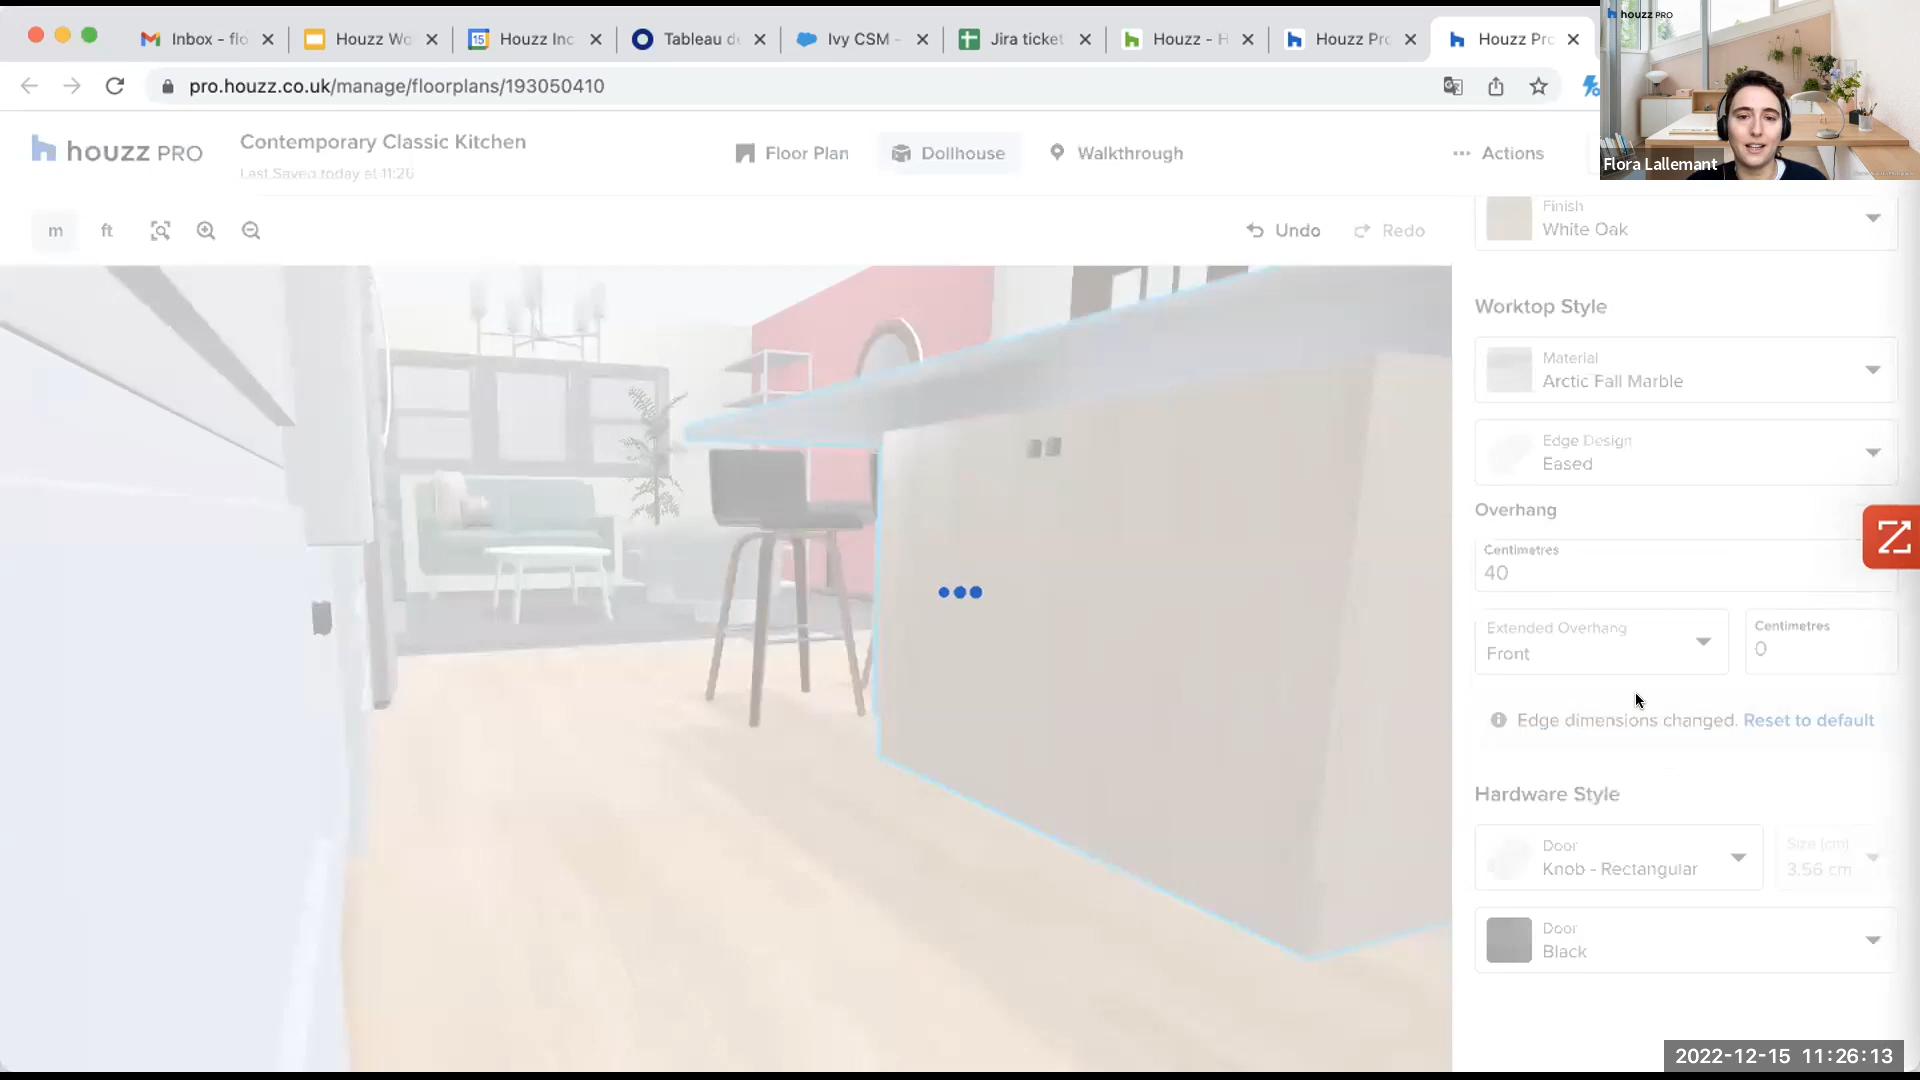 Inbox - flo
Houzz Wo
15
Houzz Inc
Tableau de
Ivy CSM -
Jira ticket
Houzz - H
Houzz Pro
Houzz Pro
pro.houzz.co.uk/manage/floorplans/193050410
houzz PRO
Contemporary Classic Kitchen
Last Saved today at 11:26
Floor Plan
Dollhouse
Walkthrough
Actions
houzz PRO
Flora Lallemant
m
ft
Undo
Redo
Finish
White Oak
Worktop Style
Material
Arctic Fall Marble
Edge Design
Eased
Overhang
Centimetres
40
Extended Overhang
Front
Centimetres
0
Edge dimensions changed. Reset to default
Hardware Style
Door
Knob - Rectangular
Size (cm)
3.56 cm
Door
Black
2022-12-15 11:26:13